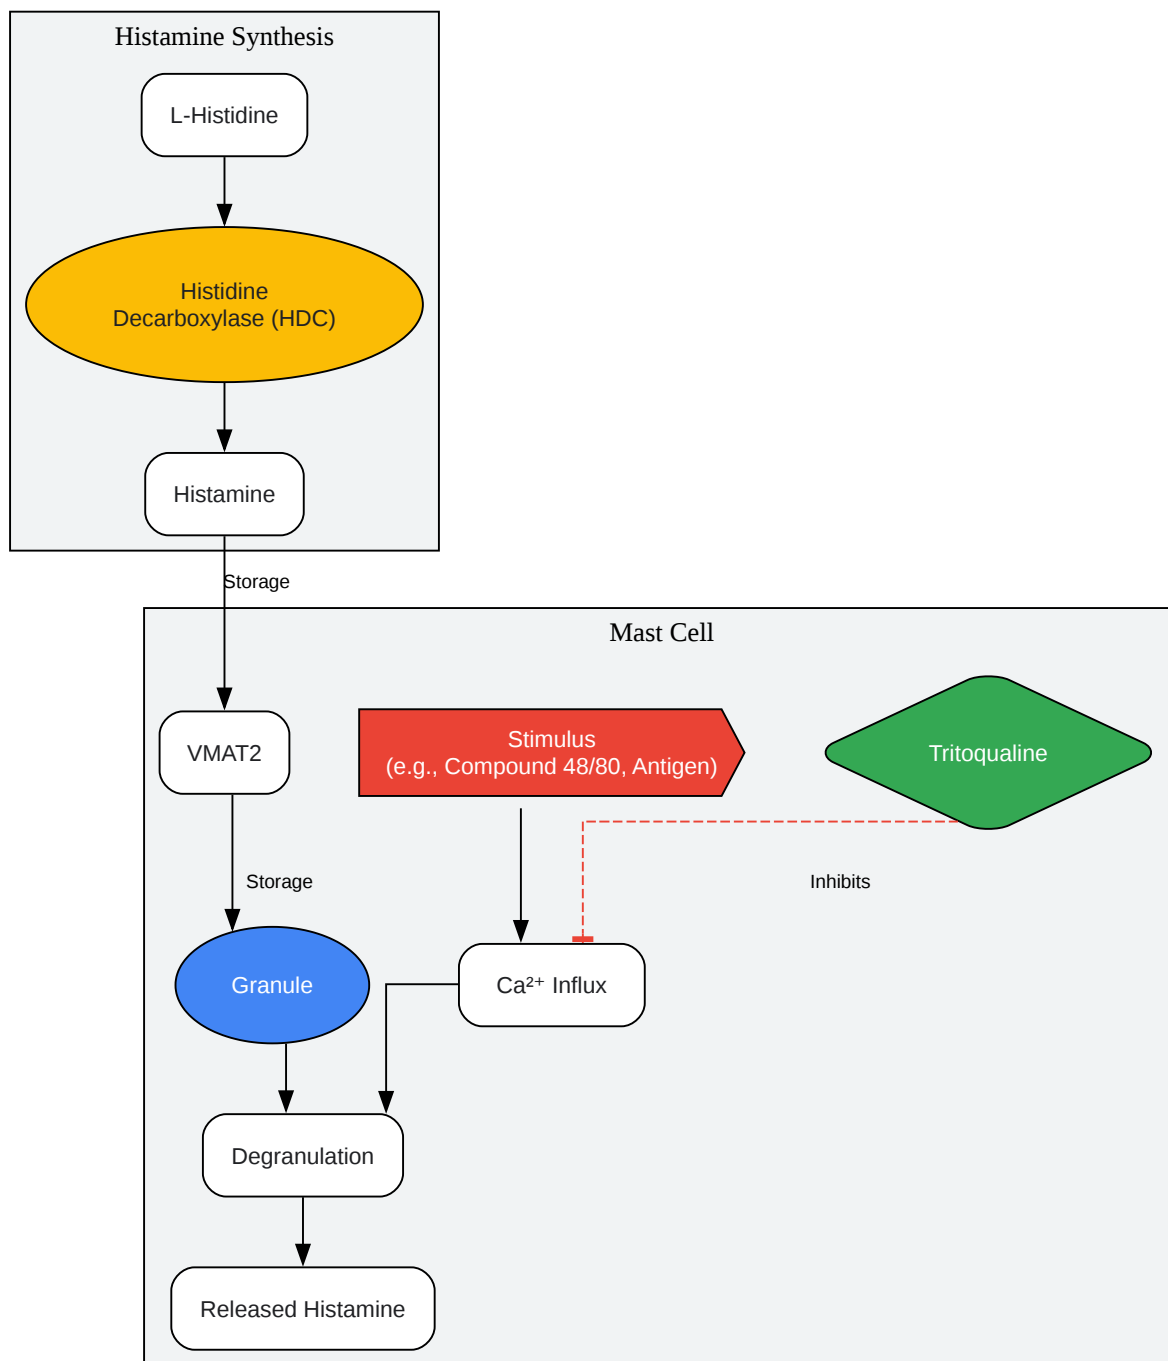 Histamine Synthesis
L-Histidine
Histidine
Decarboxylase (HDC)
Histamine
Storage
Mast Cell
VMAT2
Stimulus
(e.g., Compound 48/80, Antigen)
Tritoqualine
Storage
Inhibits
Granule
Ca²⁺ Influx
Degranulation
Released Histamine